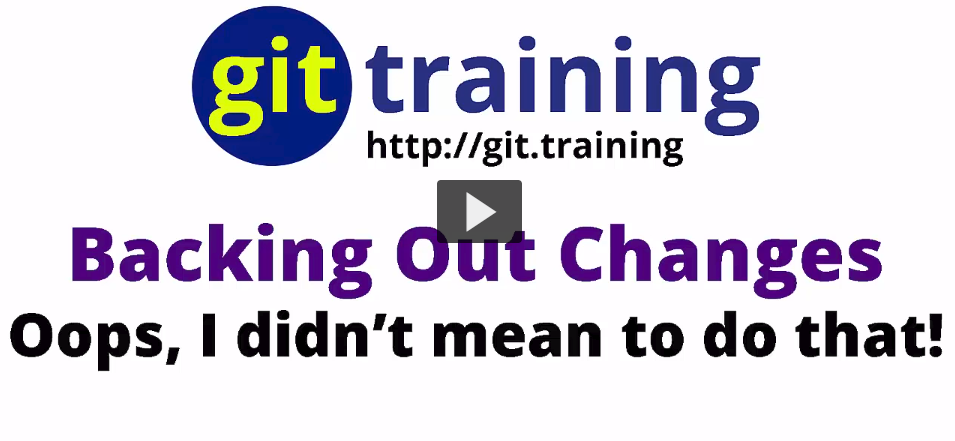 git training
http://git.training
Backing Out Changes
Oops, I didn’t mean to do that!